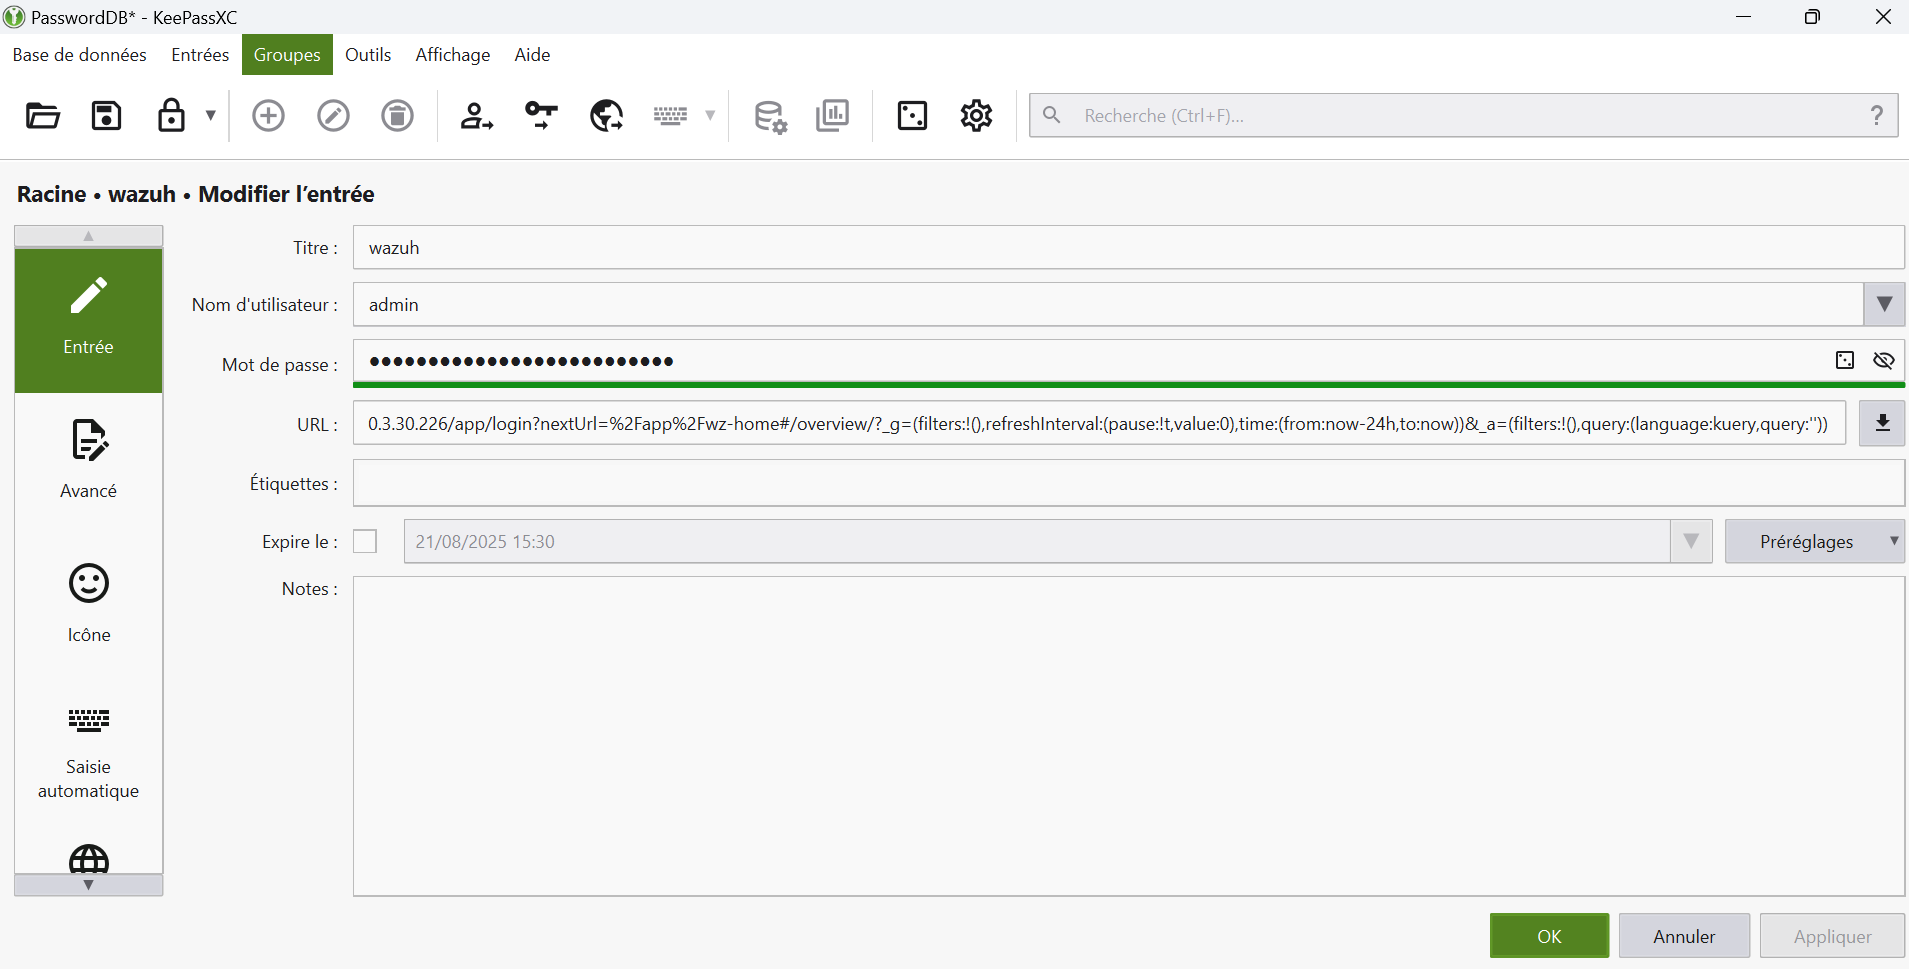 PasswordDB* - KeePassXC
Base de données Entrées Groupes Outils Affichage Aide
Recherche (Ctrl+F)... ?
Racine • wazuh • Modifier l’entrée
Titre : wazuh
Nom d'utilisateur : admin
Entrée
Mot de passe : ●●●●●●●●●●●●●●●●●●●●●●●●●●
URL : 0.3.30.226/app/login?nextUrl=%2Fapp%2Fwz-home#/overview/?_g=(filters:!(),refreshInterval:(pause:!t,value:0),time:(from:now-24h,to:now))&_a=(filters:!(),query:(language:kuery,query:''))
Avancé
Étiquettes :
Expire le : 21/08/2025 15:30 Préréglages
Notes :
Icône
Saisie
automatique
OK Annuler Appliquer